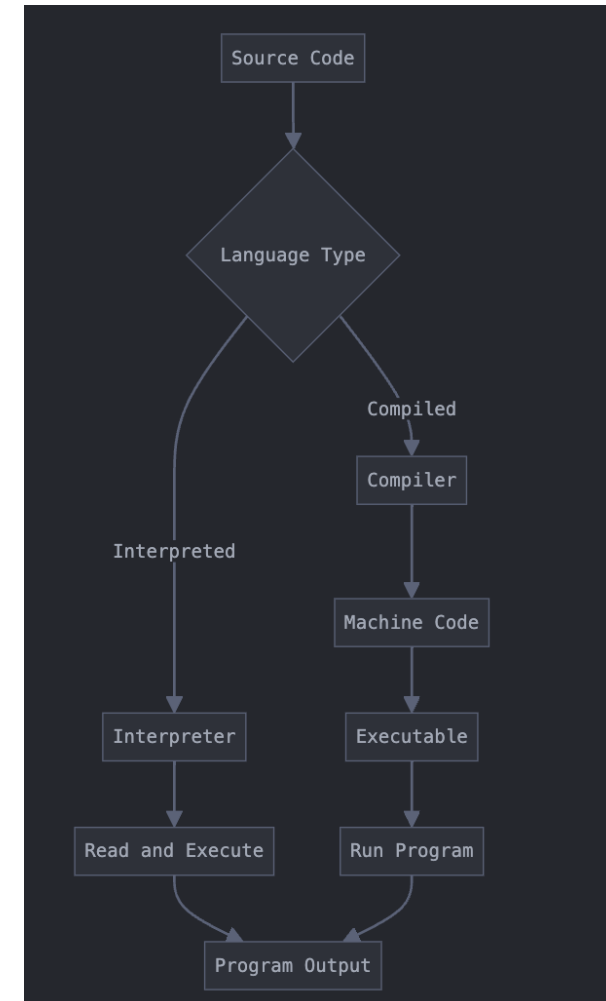 Source Code
Language Type
Compiled
Compiler
Interpreted
Machine Code
Interpreter
Executable
Read and Execute
Run Program
Program Output